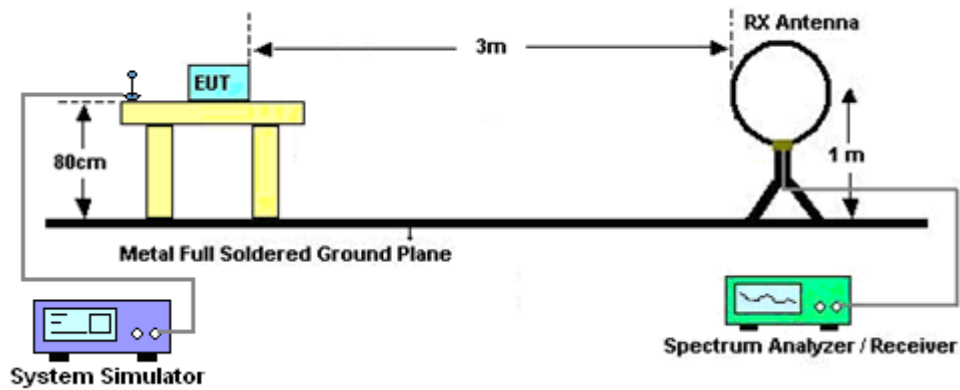 RX Antenna
3m
EUT
80cm
1 m
Metal Full Soldered Ground Plane
Spectrum Analyzer / Receiver
System Simulator